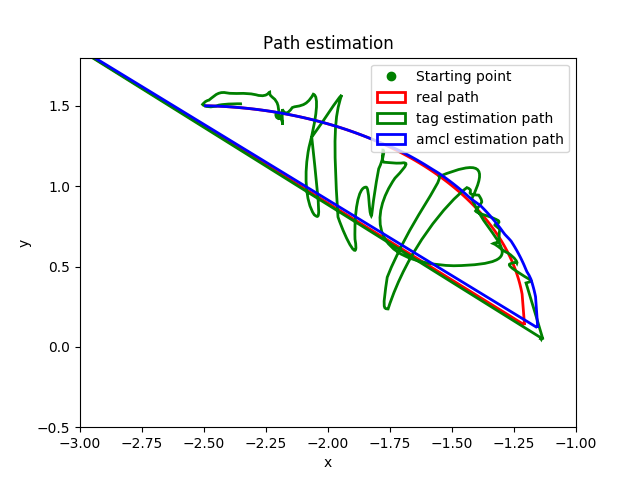 Path estimation
Starting point
real path
tag estimation path
amcl estimation path
1.5
1.0
0.5
0.0
−0.5
y
−3.00 −2.75 −2.50 −2.25 −2.00 −1.75 −1.50 −1.25 −1.00
x